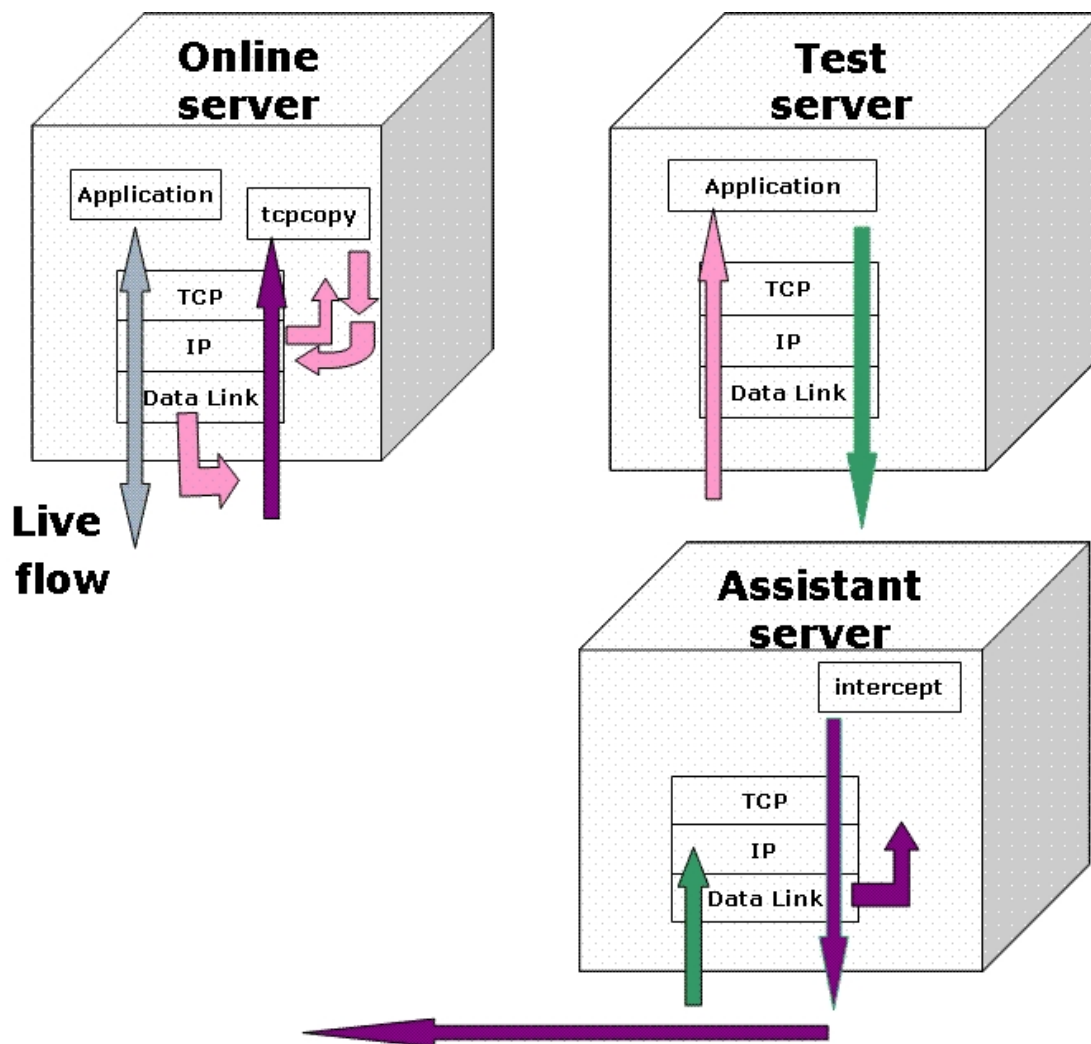 Online
server
Application
tcpcopy
TCP
IP
Data Link
Live
flow
Test
server
Application
TCP
IP
Data Link
Assistant
server
intercept
TCP
IP
Data Link